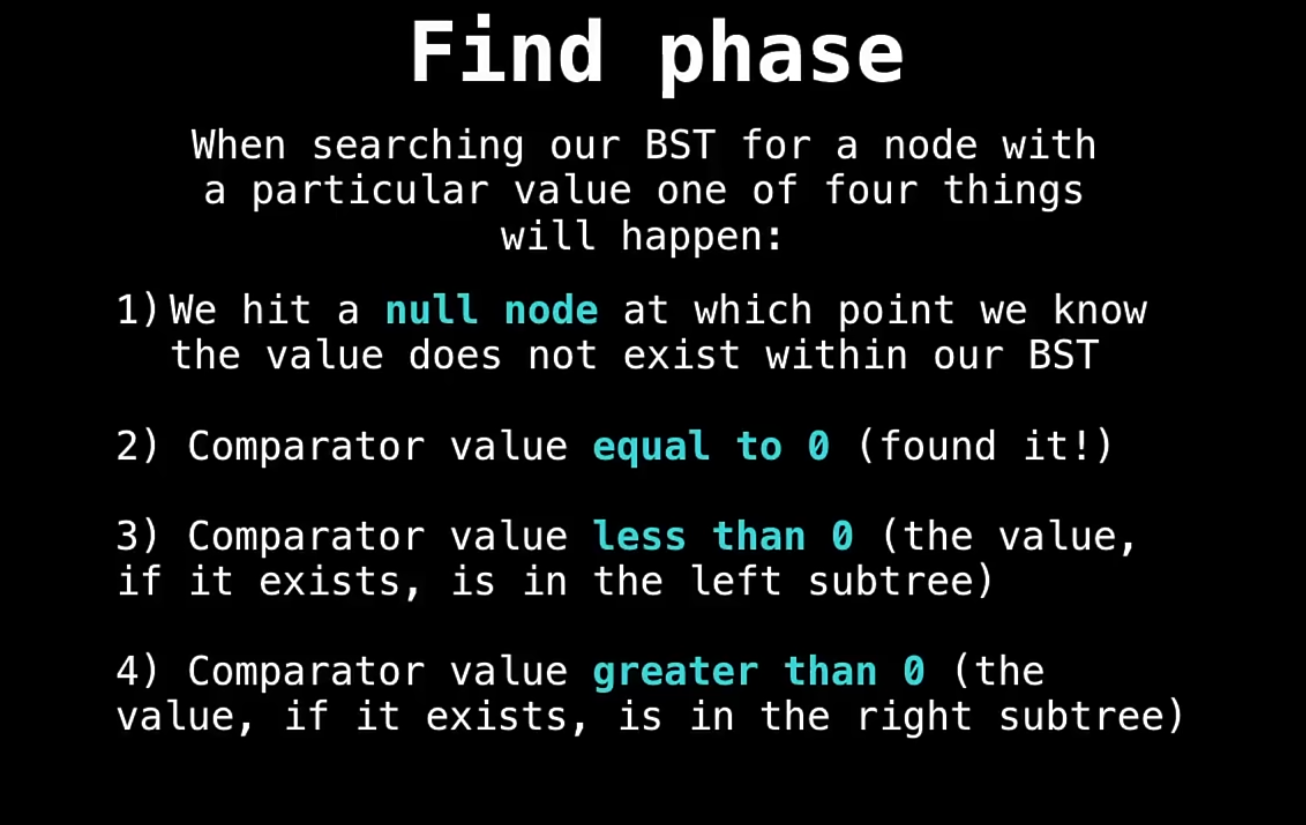 Find phase
When searching our BST for a node with
a particular value one of four things
will happen:
1) We hit a null node at which point we know
the value does not exist within our BST
2) Comparator value equal to 0 (found it!)
3) Comparator value less than 0 (the value,
if it exists, is in the left subtree)
4) Comparator value greater than 0 (the
value, if it exists, is in the right subtree)